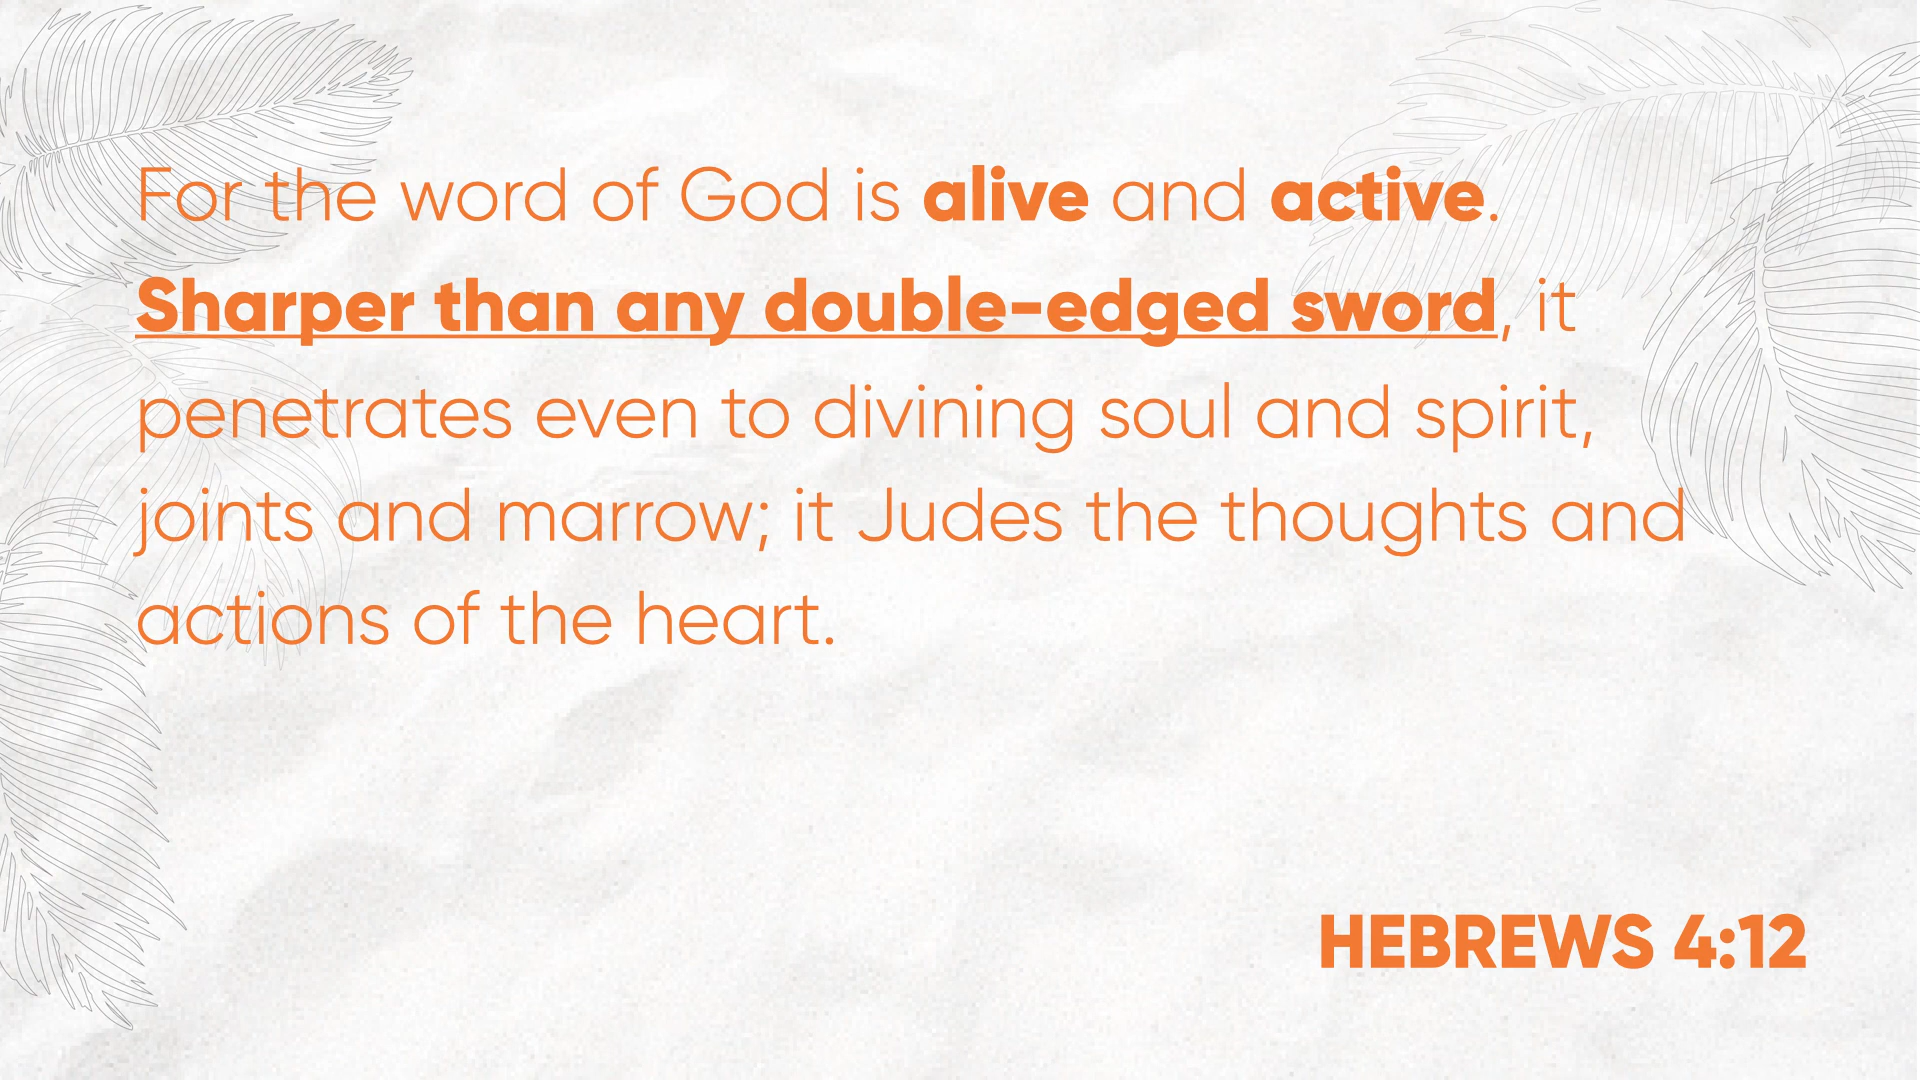 For the word of God is alive and active.
Sharper than any double-edged sword, it
penetrates even to divining soul and spirit,
joints and marrow; it Judes the thoughts and
actions of the heart.
HEBREWS 4:12